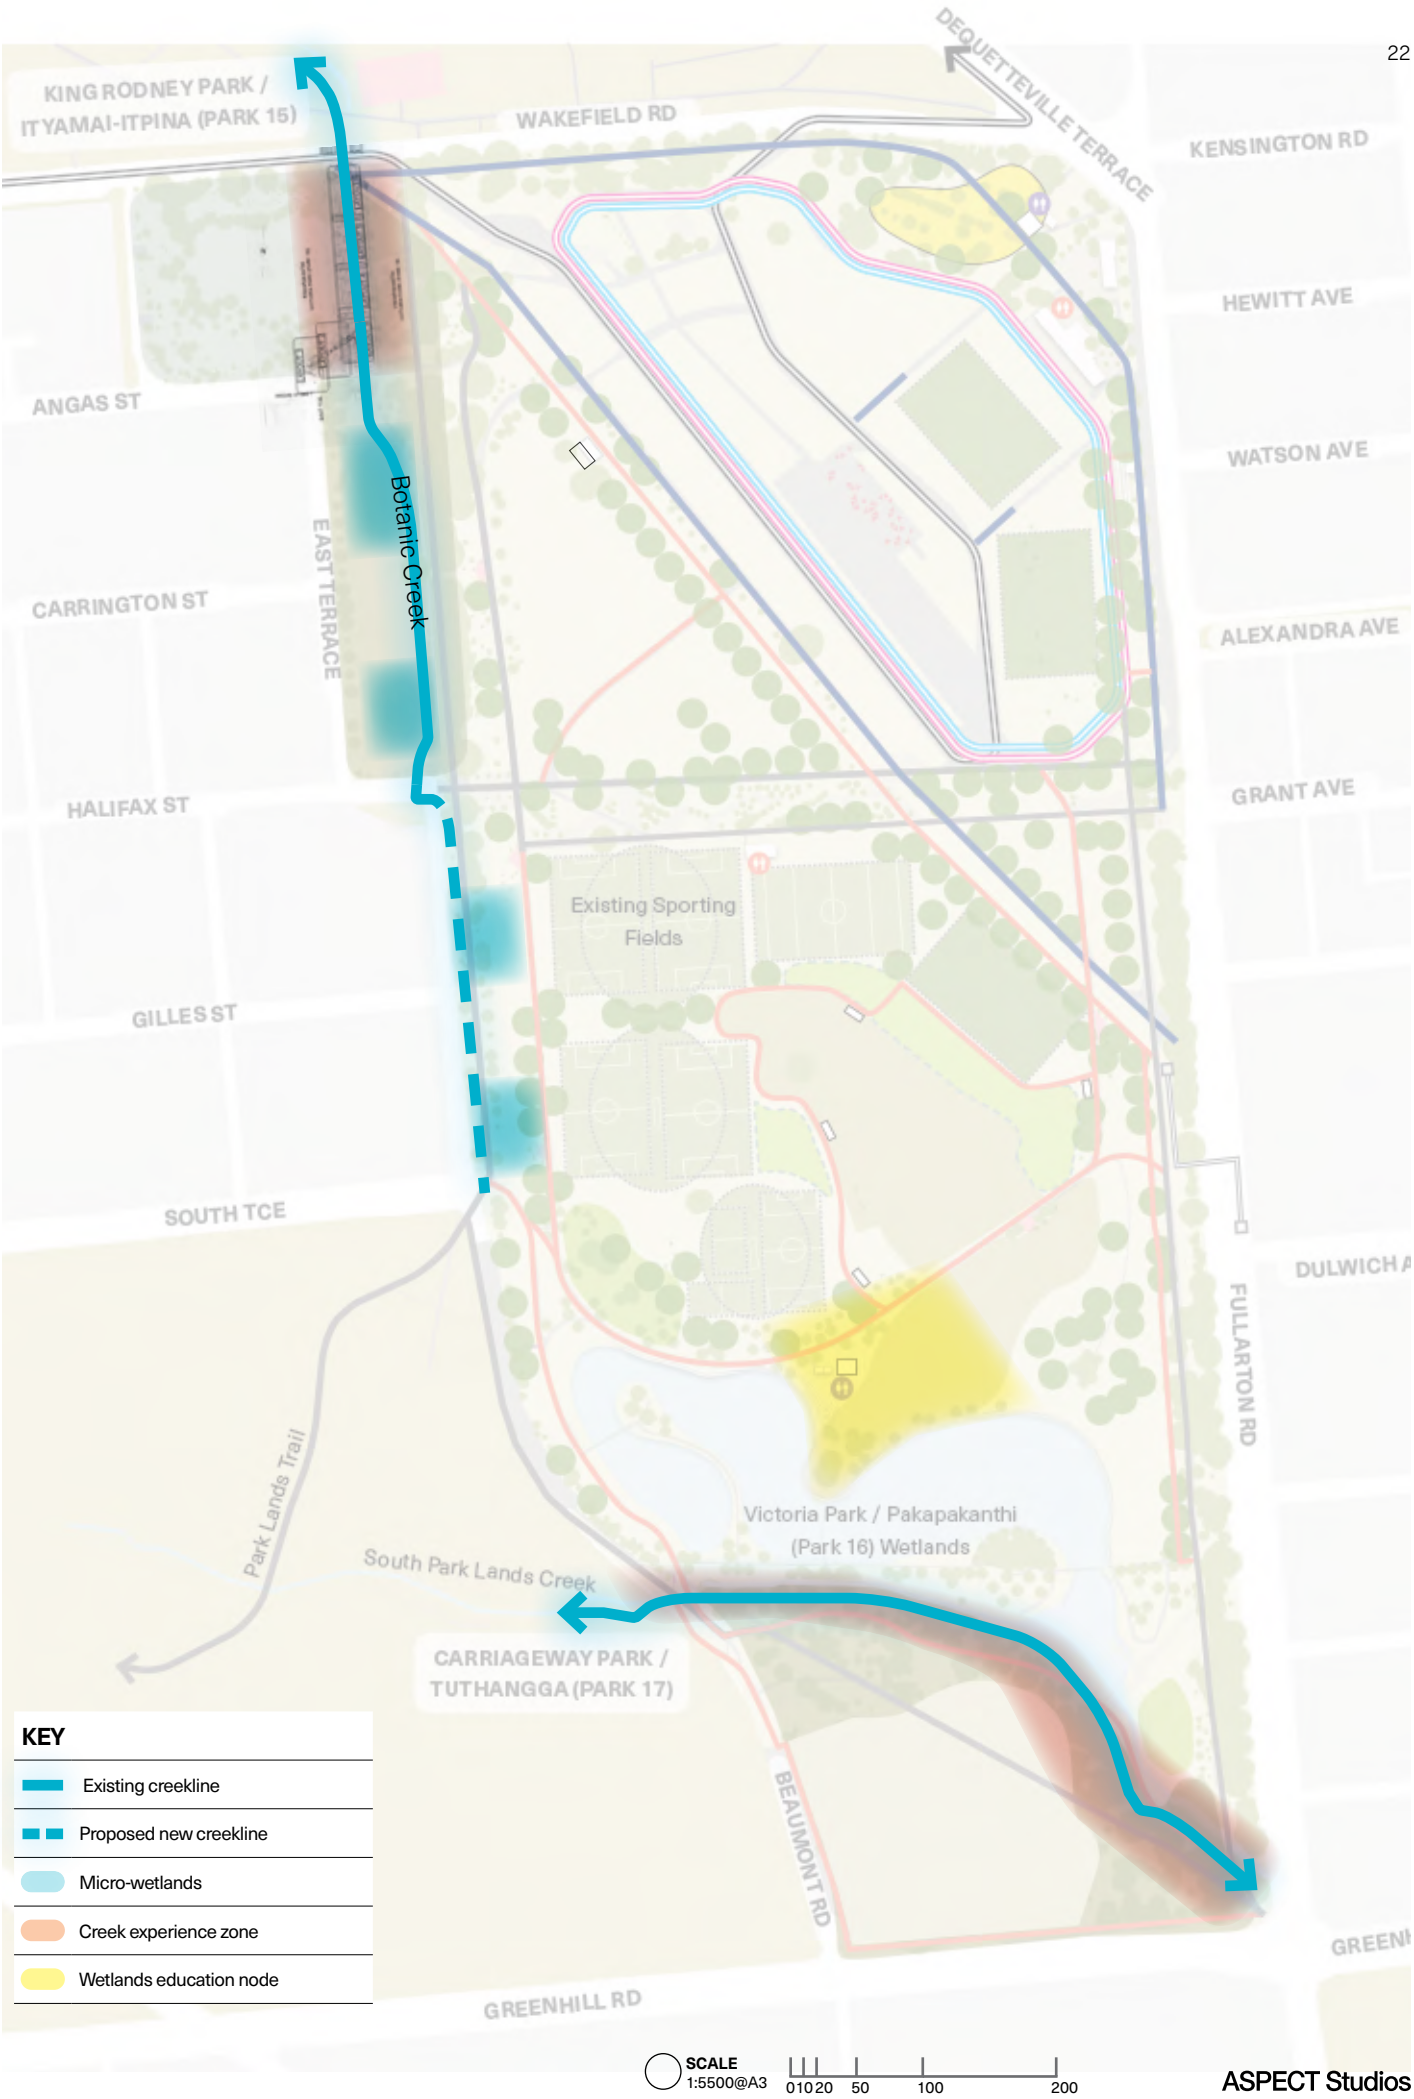 22
DEQUETTEVILLE TERRACE
KING RODNEY PARK /
ITYAMAI-ITPINA (PARK 15)
WAKEFIELD RD
KENSINGTON RD
HEWITT AVE
ANGAS ST
WATSON AVE
Botanic Creek
EAST TERRACE
CARRINGTON ST
ALEXANDRA AVE
HALIFAX ST
GRANT AVE
Existing Sporting
Fields
GILLES ST
SOUTH TCE
DULWICH A
FULLARTON RD
Park Lands Trail
Victoria Park / Pakapakanthi
(Park 16) Wetlands
South Park Lands Creek
CARRIAGEWAY PARK /
TUTHANGGA (PARK 17)
BEAUMONT RD
KEY
Existing creekline
Proposed new creekline
Micro-wetlands
Creek experience zone
Wetlands education node
GREENH
GREENHILL RD
SCALE
1:5500@A3
0 10 20 50 100 200
ASPECT Studios